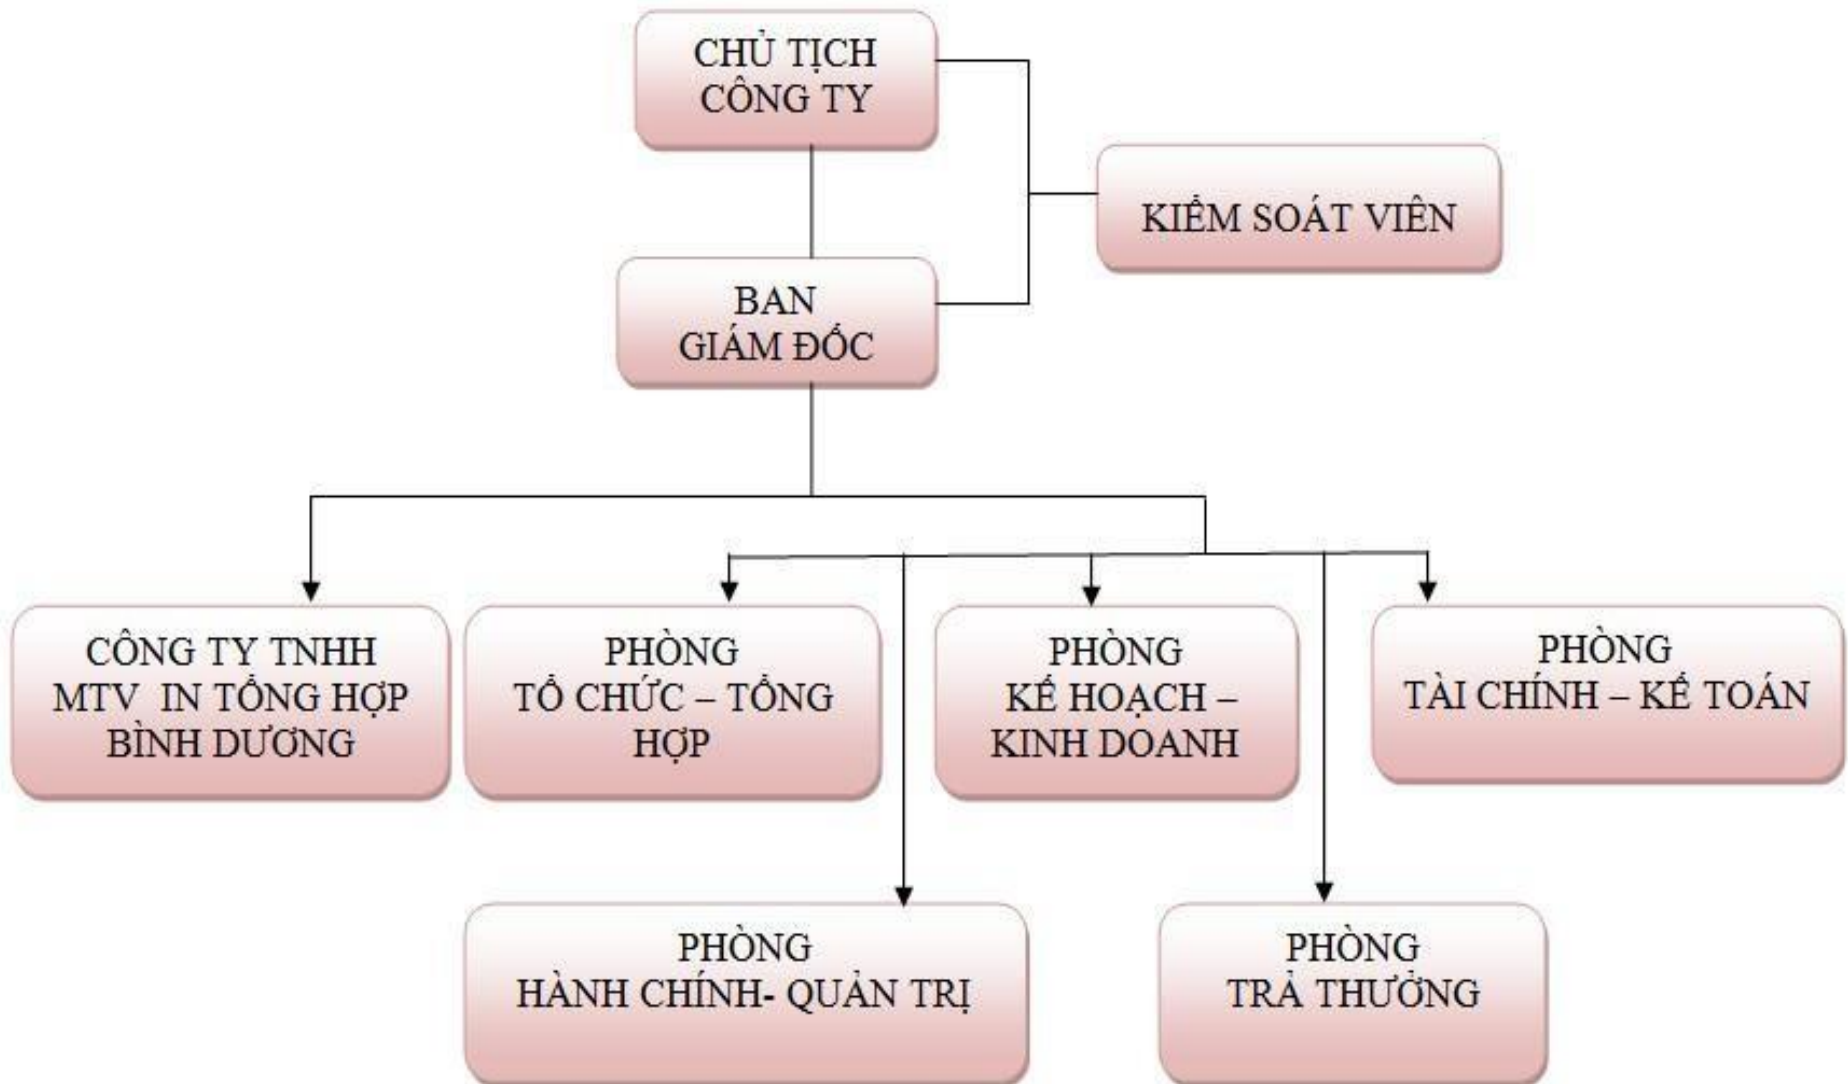 CHỦ TỊCH
CÔNG TY
KIỂM SOÁT VIÊN
BAN
GIÁM ĐỐC
CÔNG TY TNHH
MTV IN TỔNG HỢP
BÌNH DƯƠNG
PHÒNG
TỔ CHỨC – TỔNG
HỢP
PHÒNG
KẾ HOẠCH –
KINH DOANH
PHÒNG
TÀI CHÍNH – KẾ TOÁN
PHÒNG
HÀNH CHÍNH- QUẢN TRỊ
PHÒNG
TRẢ THƯỞNG